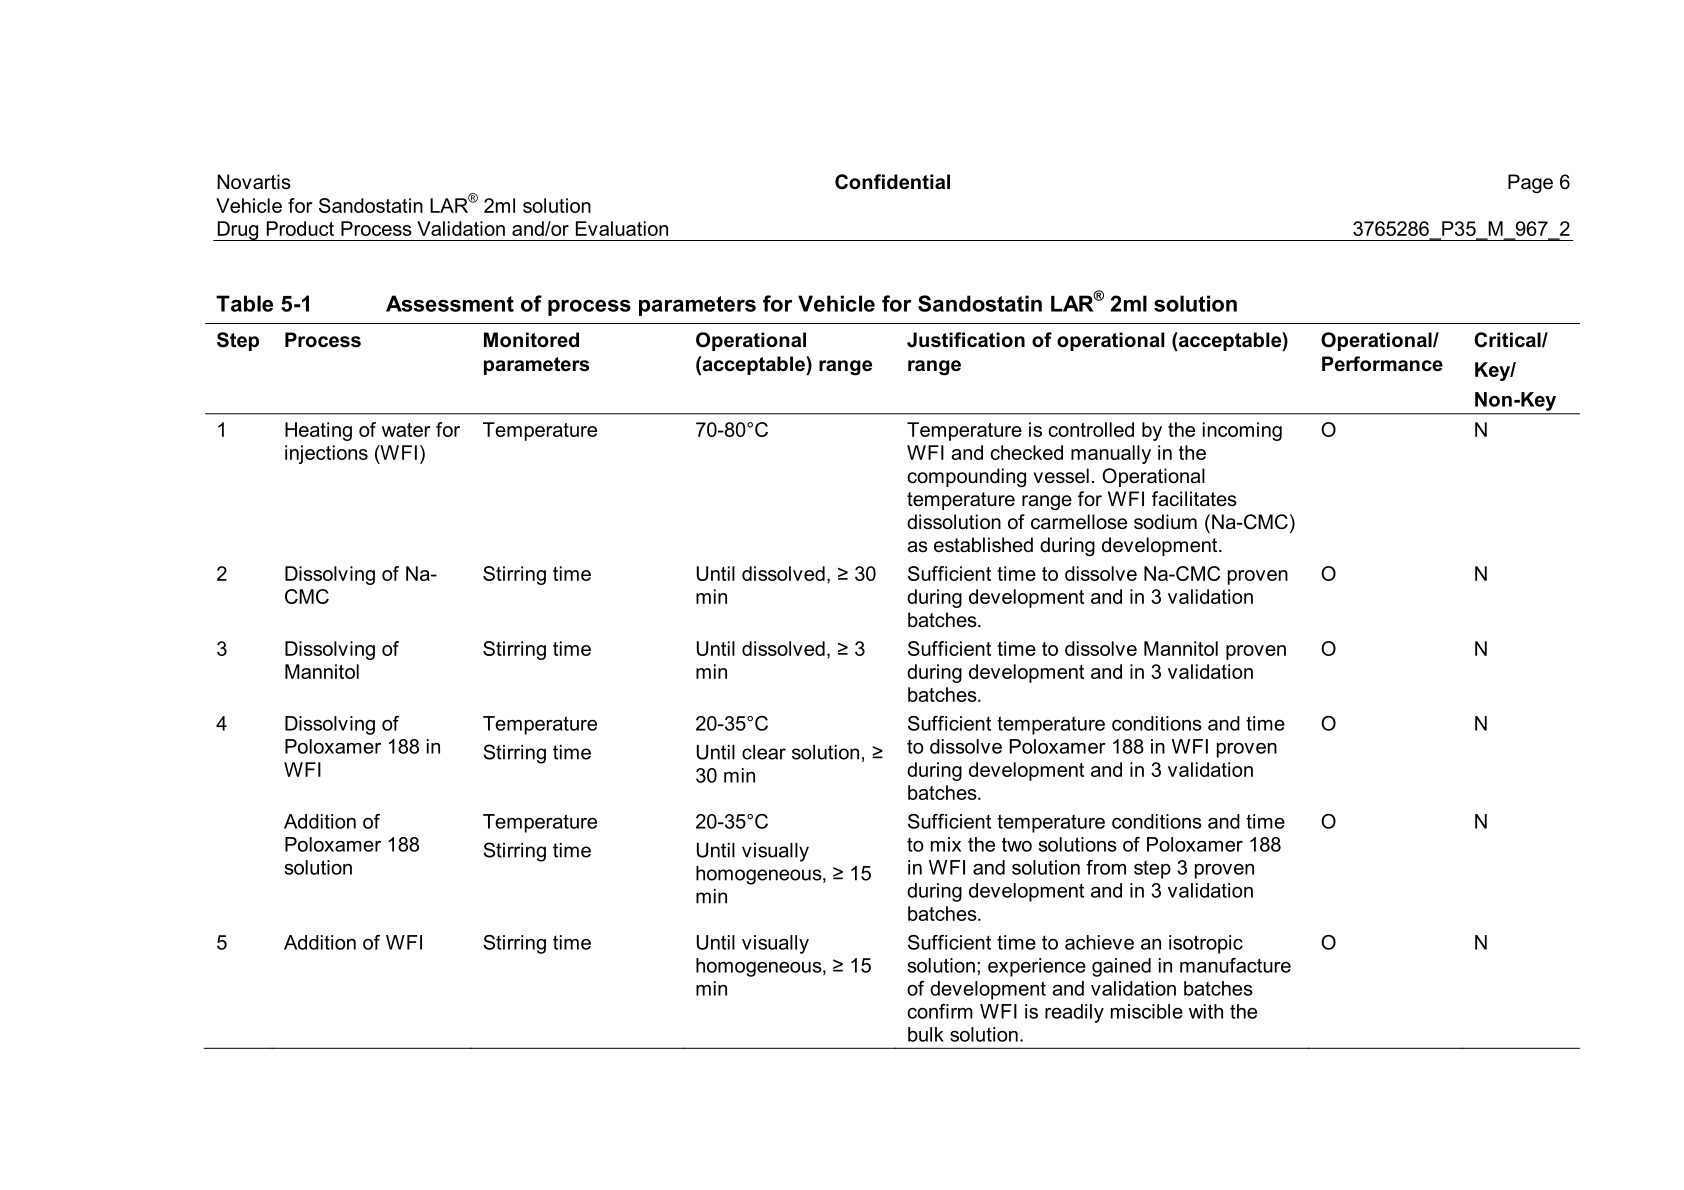 Novartis Confidential Page 6
Vehicle for Sandostatin LAR® 2ml solution
Drug Product Process Validation and/or Evaluation 3765286_P35_M_967_2
Table 5-1 Assessment of process parameters for Vehicle for Sandostatin LAR® 2ml solution
Step Process Monitored parameters Operational (acceptable) range Justification of operational (acceptable) range Operational/ Performance Critical/ Key/ Non-Key
1 Heating of water for Temperature 70-80°C Temperature is controlled by the incoming O N
injections (WFI) WFI and checked manually in the
compounding vessel. Operational
temperature range for WFI facilitates
dissolution of carmellose sodium (Na-CMC)
as established during development.
2 Dissolving of Na- Stirring time Until dissolved, ≥ 30 Sufficient time to dissolve Na-CMC proven O N
CMC min during development and in 3 validation
batches.
3 Dissolving of Stirring time Until dissolved, ≥ 3 Sufficient time to dissolve Mannitol proven O N
Mannitol min during development and in 3 validation
batches.
4 Dissolving of Temperature 20-35°C Sufficient temperature conditions and time O N
Poloxamer 188 in Stirring time Until clear solution, ≥ to dissolve Poloxamer 188 in WFI proven
WFI 30 min during development and in 3 validation
batches.
Addition of Temperature 20-35°C Sufficient temperature conditions and time O N
Poloxamer 188 Stirring time Until visually to mix the two solutions of Poloxamer 188
solution homogeneous, ≥ 15 in WFI and solution from step 3 proven
min during development and in 3 validation
batches.
5 Addition of WFI Stirring time Until visually Sufficient time to achieve an isotropic O N
homogeneous, ≥ 15 solution; experience gained in manufacture
min of development and validation batches
confirm WFI is readily miscible with the
bulk solution.